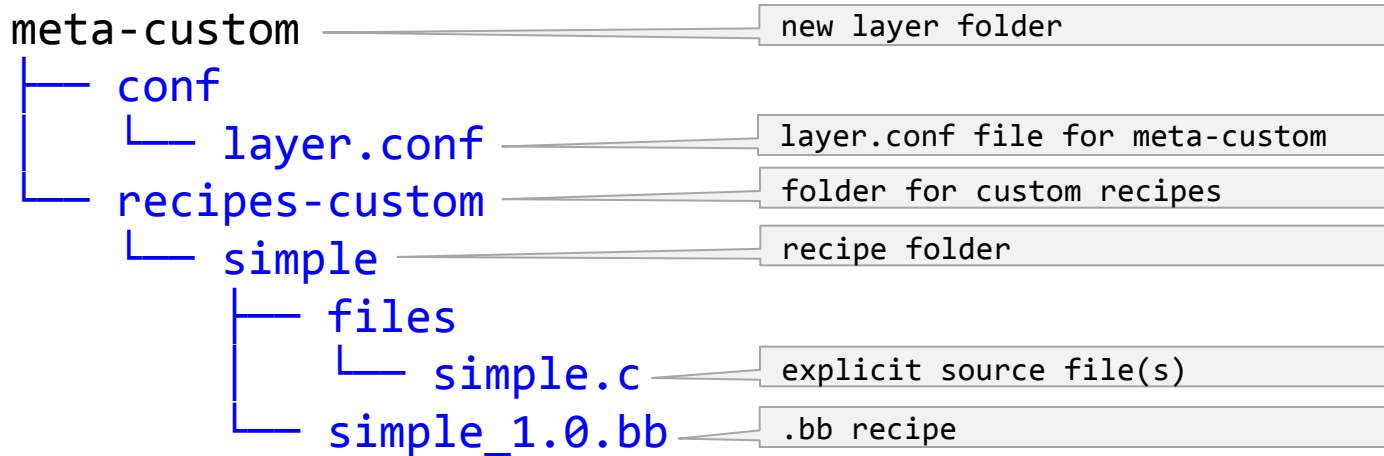 meta-custom new layer folder
├── conf
│   └── layer.conf layer.conf file for meta-custom
└── recipes-custom folder for custom recipes
    └── simple recipe folder
        ├── files
        │   └── simple.c explicit source file(s)
        └── simple_1.0.bb .bb recipe